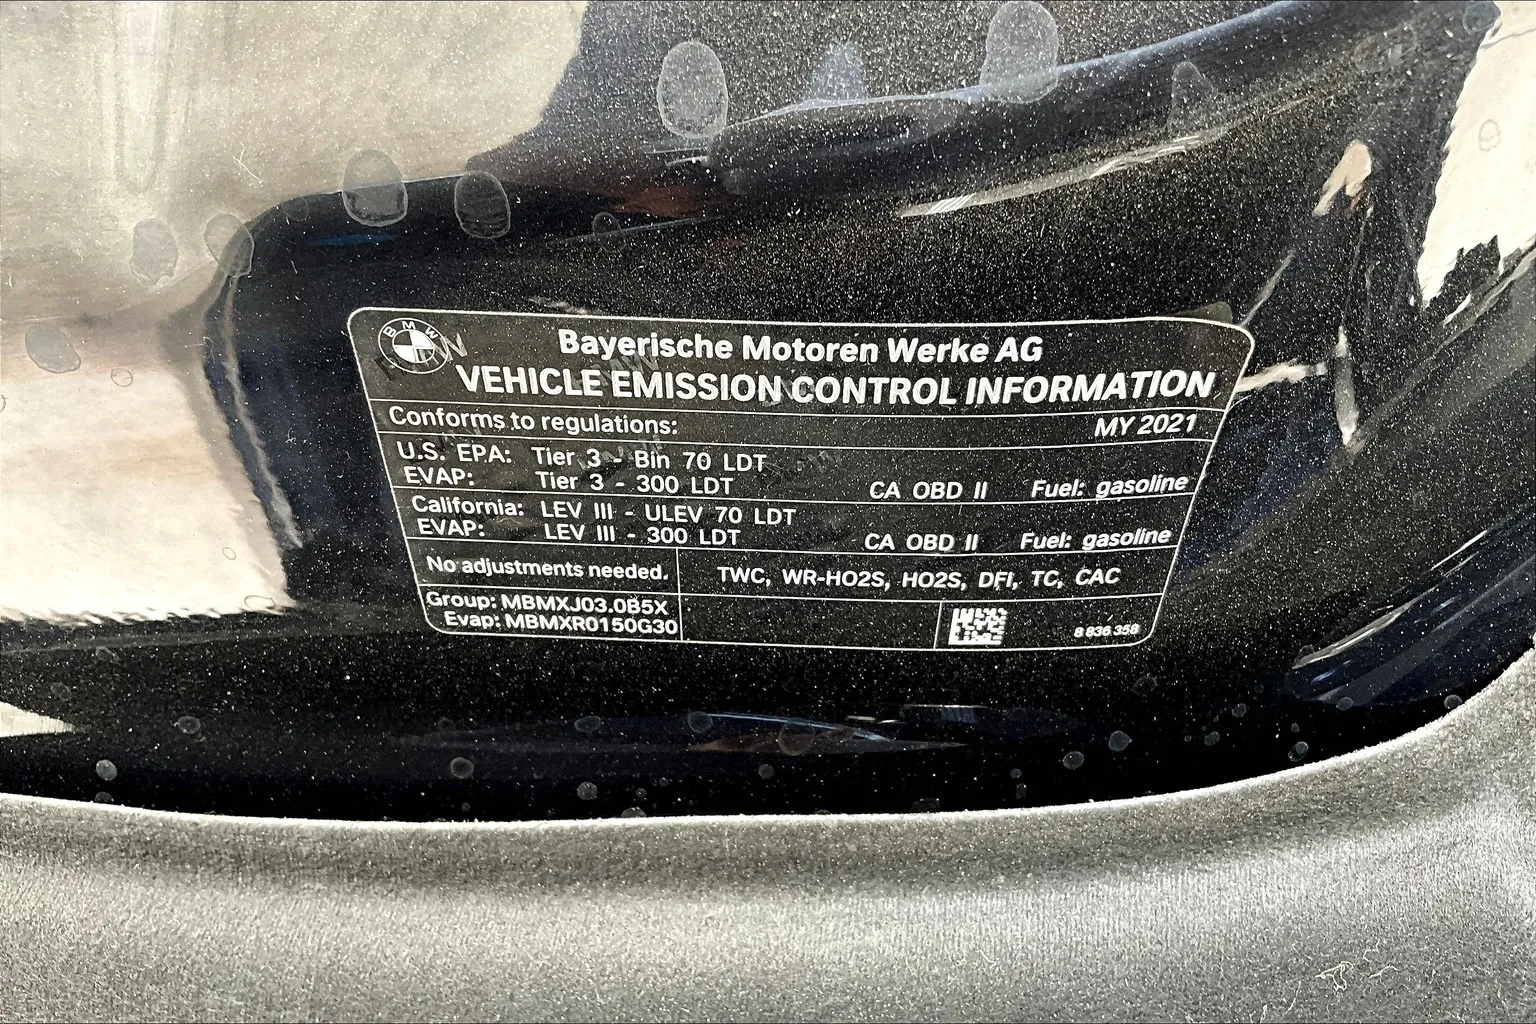 BMW
Bayerische Motoren Werke AG
VEHICLE EMISSION CONTROL INFORMATION
Conforms to regulations: MY 2021
U.S. EPA: Tier 3 - Bin 70 LDT
EVAP: Tier 3 - 300 LDT CA OBD II Fuel: gasoline
California: LEV III - ULEV 70 LDT
EVAP: LEV III - 300 LDT CA OBD II Fuel: gasoline
No adjustments needed. TWC, WR-HO2S, HO2S, DFI, TC, CAC
Group: MBMXJ03.0B5X
Evap: MBMXR0150G30
8 836 358